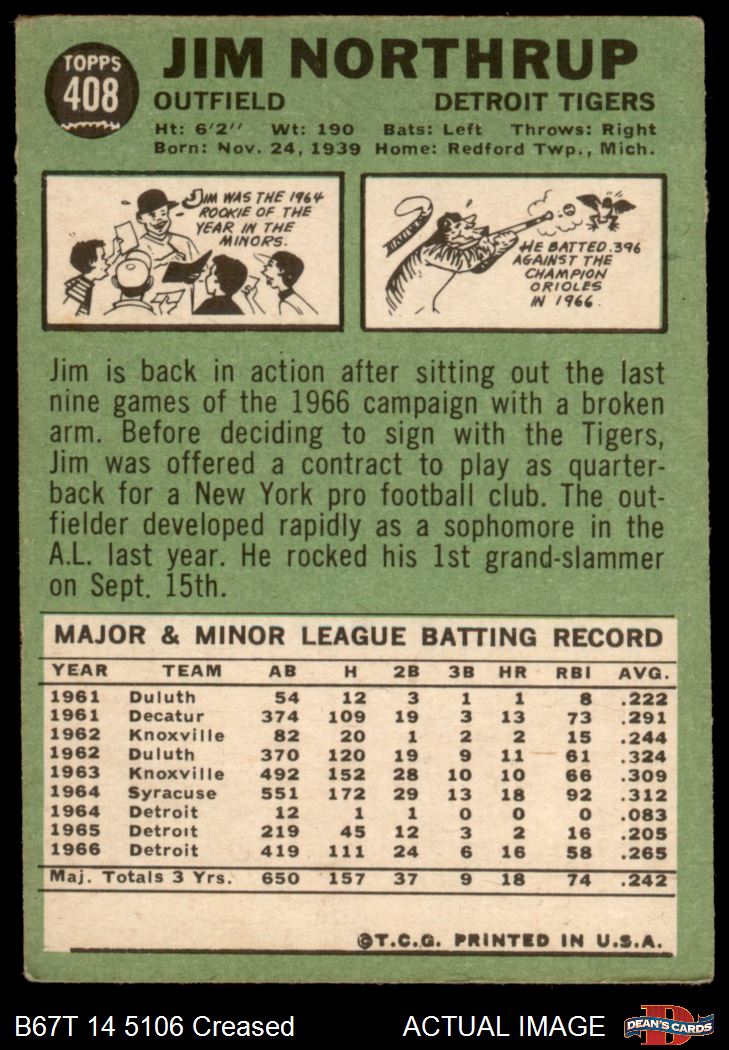 TOPPS
408
JIM NORTHRUP
OUTFIELD DETROIT TIGERS
Ht: 6'2" Wt: 190 Bats: Left Throws: Right
Born: Nov. 24, 1939 Home: Redford Twp., Mich.
JIM WAS THE 1964
ROOKIE OF THE
YEAR IN THE
MINORS.
HE BATTED .396
AGAINST THE
CHAMPION
ORIOLES
IN 1966.
Jim is back in action after sitting out the last
nine games of the 1966 campaign with a broken
arm. Before deciding to sign with the Tigers,
Jim was offered a contract to play as quarter-
back for a New York pro football club. The out-
fielder developed rapidly as a sophomore in the
A.L. last year. He rocked his 1st grand-slammer
on Sept. 15th.
MAJOR & MINOR LEAGUE BATTING RECORD
YEAR TEAM AB H 2B 3B HR RBI AVG.
1961 Duluth 54 12 3 1 1 8 .222
1961 Decatur 374 109 19 3 13 73 .291
1962 Knoxville 82 20 1 2 2 15 .244
1962 Duluth 370 120 19 9 11 61 .324
1963 Knoxville 492 152 28 10 10 66 .309
1964 Syracuse 551 172 29 13 18 92 .312
1964 Detroit 12 1 1 0 0 0 .083
1965 Detroit 219 45 12 3 2 16 .205
1966 Detroit 419 111 24 6 16 58 .265
Maj. Totals 3 Yrs. 650 157 37 9 18 74 .242
©T.C.G. PRINTED IN U.S.A.
B67T 14 5106 Creased ACTUAL IMAGE
DEAN'S CARDS